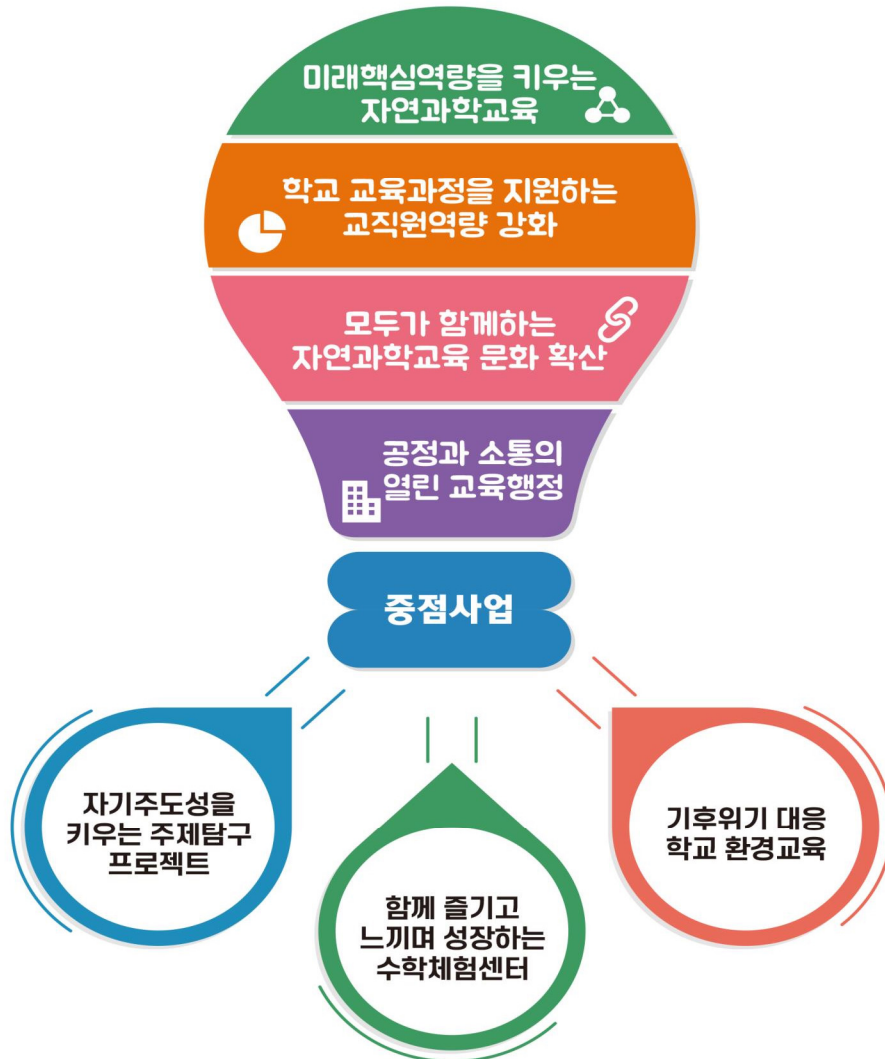 미래핵심역량을 키우는
자연과학교육
학교 교육과정을 지원하는
교직원역량 강화
모두가 함께하는
자연과학교육 문화 확산
공정과 소통의
열린 교육행정
중점사업
자기주도성을
키우는 주제탐구
프로젝트
함께 즐기고
느끼며 성장하는
수학체험센터
기후위기 대응
학교 환경교육